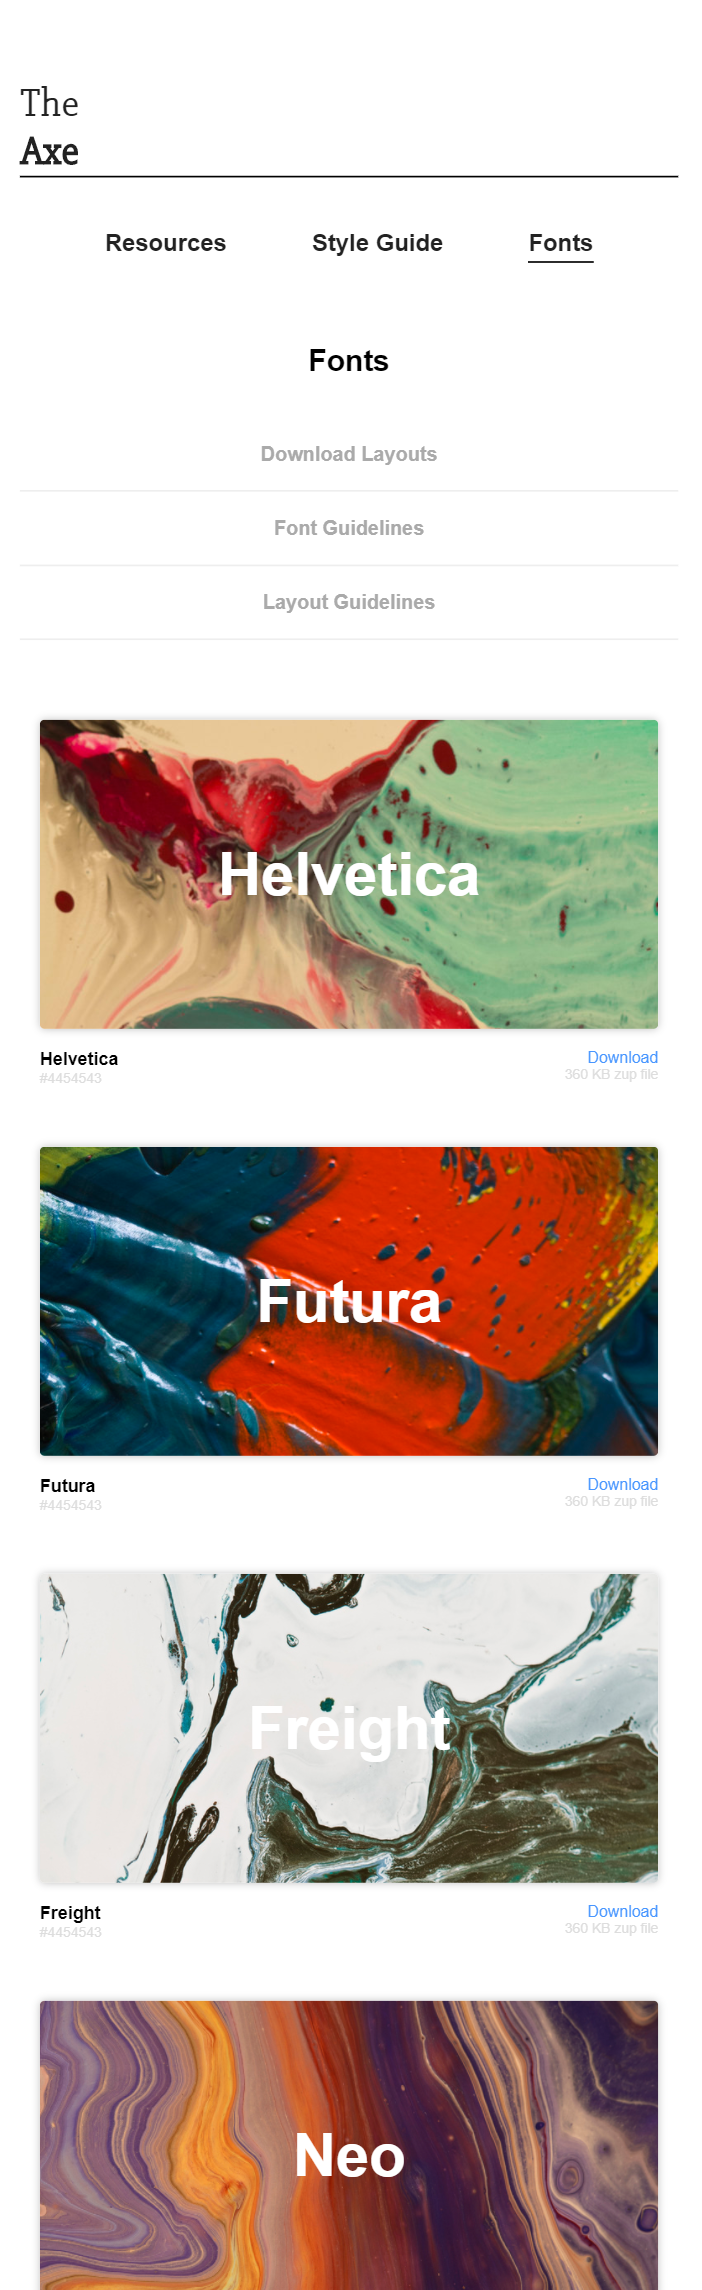 The
Axe
Resources Style Guide Fonts
Fonts
Download Layouts
Font Guidelines
Layout Guidelines
Helvetica
Helvetica Download
#4454543 360 KB zup file
Futura
Futura Download
#4454543 360 KB zup file
Freight
Freight Download
#4454543 360 KB zup file
Neo